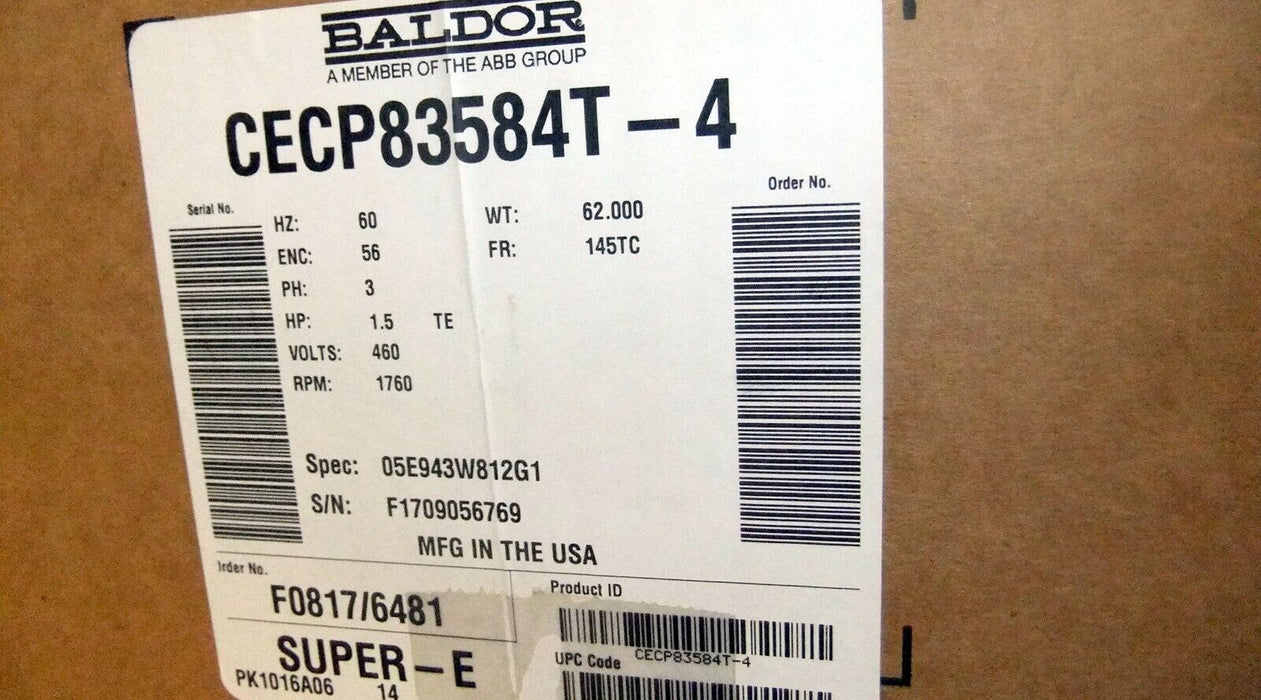 BALDOR
A MEMBER OF THE ABB GROUP
CECP83584T-4
Serial No.
Order No.
HZ: 60
WT: 62.000
ENC: 56
FR: 145TC
PH: 3
HP: 1.5 TE
VOLTS: 460
RPM: 1760
Spec: 05E943W812G1
S/N: F1709056769
MFG IN THE USA
Order No.
F0817/6481
Product ID
CECP83584T-4
SUPER-E
UPC Code
PK1016A06 14